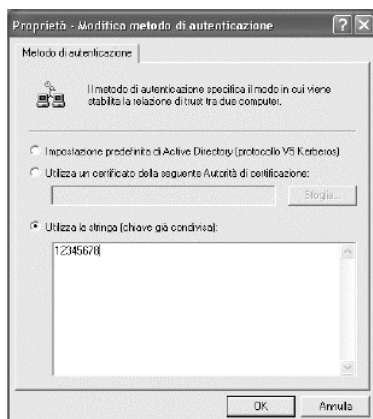 Proprietà - Modifica metodo di autenticazione
Metodo di autenticazione
Il metodo di autenticazione specifica il modo in cui viene
stabilita la relazione di trust tra due computer.
Impostazione predefinita di Active Directory (protocollo V5 Kerberos)
Utilizza un certificato della seguente Autorità di certificazione:
Sfoglia...
Utilizza la stringa (chiave già condivisa):
12345678
OK
Annulla